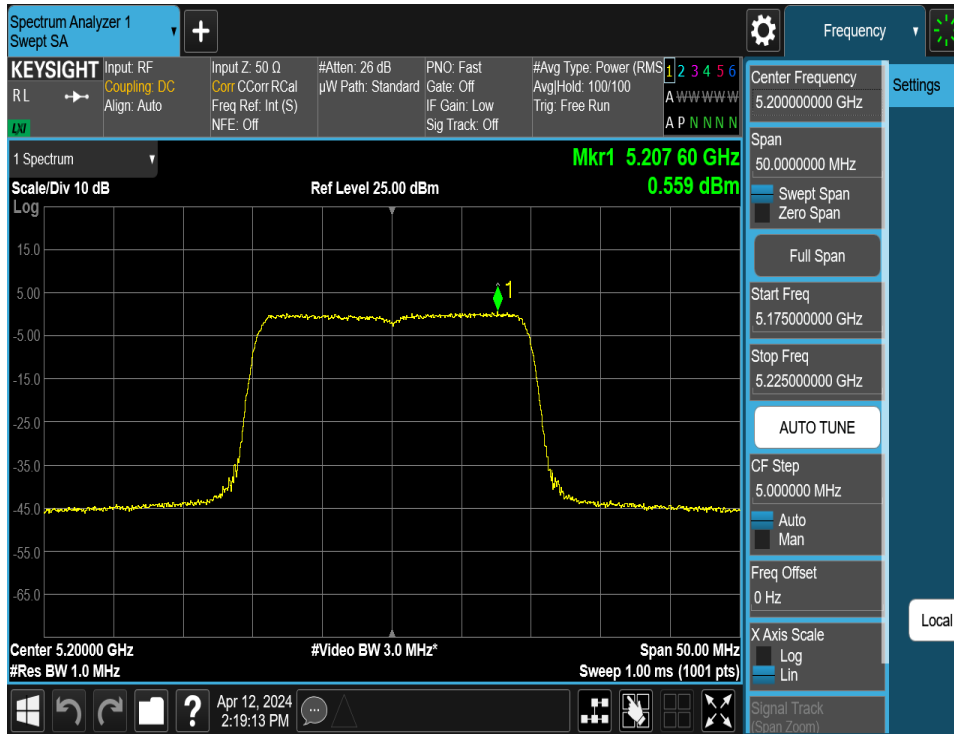 Spectrum Analyzer 1
Swept SA
+
Frequency
KEYSIGHT
R L
LXI
Input: RF
Coupling: DC
Align: Auto
Input Z: 50 Ω
Corr CCorr RCal
Freq Ref: Int (S)
NFE: Off
#Atten: 26 dB
µW Path: Standard
PNO: Fast
Gate: Off
IF Gain: Low
Sig Track: Off
#Avg Type: Power (RMS
Avg|Hold: 100/100
Trig: Free Run
1 2 3 4 5 6
A W W W W W
A P N N N N
1 Spectrum
Mkr1 5.207 60 GHz
Scale/Div 10 dB
Ref Level 25.00 dBm
0.559 dBm
Log
15.0
5.00
-5.00
-15.0
-25.0
-35.0
-45.0
-55.0
-65.0
1
Center 5.20000 GHz
#Video BW 3.0 MHz*
Span 50.00 MHz
#Res BW 1.0 MHz
Sweep 1.00 ms (1001 pts)
Center Frequency
5.200000000 GHz
Settings
Span
50.0000000 MHz
Swept Span
Zero Span
Full Span
Start Freq
5.175000000 GHz
Stop Freq
5.225000000 GHz
AUTO TUNE
CF Step
5.000000 MHz
Auto
Man
Freq Offset
0 Hz
Local
X Axis Scale
Log
Lin
Signal Track
(Span Zoom)
?
Apr 12, 2024
2:19:13 PM